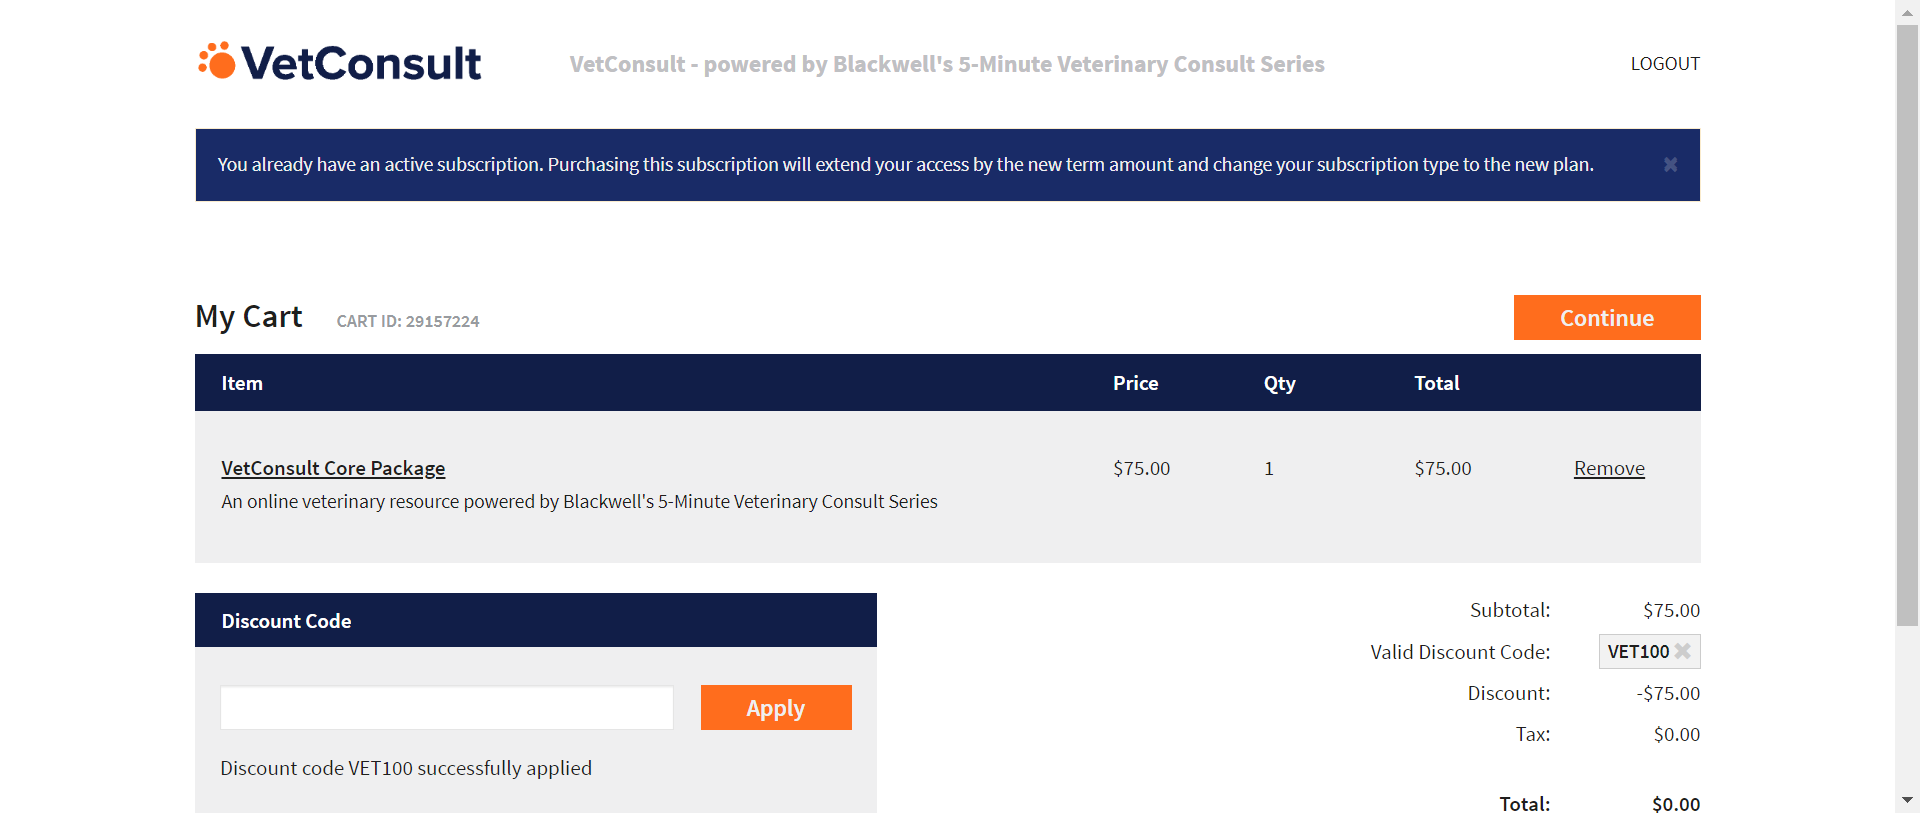 VetConsult
VetConsult - powered by Blackwell's 5-Minute Veterinary Consult Series
LOGOUT
You already have an active subscription. Purchasing this subscription will extend your access by the new term amount and change your subscription type to the new plan.
My Cart
CART ID: 29157224
Continue
Item Price Qty Total
VetConsult Core Package $75.00 1 $75.00 Remove
An online veterinary resource powered by Blackwell's 5-Minute Veterinary Consult Series
Discount Code
Apply
Discount code VET100 successfully applied
Subtotal: $75.00
Valid Discount Code: VET100
Discount: -$75.00
Tax: $0.00
Total: $0.00